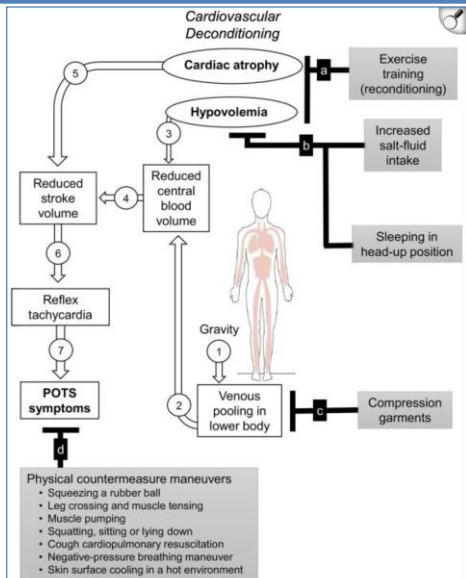 Cardiovascular
Deconditioning
Cardiac atrophy
5
a
Exercise
training
(reconditioning)
Hypovolemia
3
b
Increased
salt-fluid
intake
Reduced
stroke
volume
4
Reduced
central
blood
volume
Sleeping in
head-up position
6
Reflex
tachycardia
Gravity
1
7
POTS
symptoms
2
Venous
pooling in
lower body
c
Compression
garments
d
Physical countermeasure maneuvers
• Squeezing a rubber ball
• Leg crossing and muscle tensing
• Muscle pumping
• Squatting, sitting or lying down
• Cough cardiopulmonary resuscitation
• Negative-pressure breathing maneuver
• Skin surface cooling in a hot environment